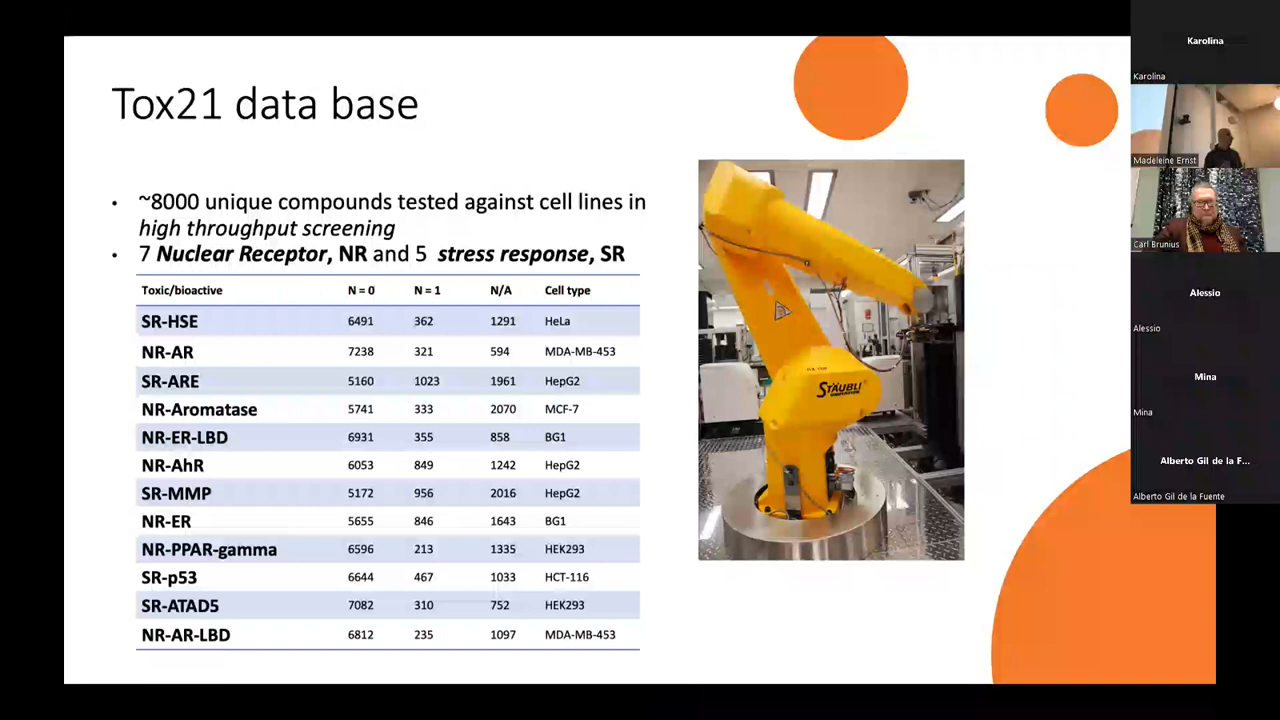 Tox21 data base
• ~8000 unique compounds tested against cell lines in
high throughput screening
• 7 Nuclear Receptor, NR and 5 stress response, SR
Toxic/bioactive N = 0 N = 1 N/A Cell type
SR-HSE 6491 362 1291 HeLa
NR-AR 7238 321 594 MDA-MB-453
SR-ARE 5160 1023 1961 HepG2
NR-Aromatase 5741 333 2070 MCF-7
NR-ER-LBD 6931 355 858 BG1
NR-AhR 6053 849 1242 HepG2
SR-MMP 5172 956 2016 HepG2
NR-ER 5655 846 1643 BG1
NR-PPAR-gamma 6596 213 1335 HEK293
SR-p53 6644 467 1033 HCT-116
SR-ATAD5 7082 310 752 HEK293
NR-AR-LBD 6812 235 1097 MDA-MB-453
STÄUBLI
Karolina
Karolina
Madeleine Ernst
Carl Brunius
Alessio
Alessio
Mina
Mina
Alberto Gil de la F...
Alberto Gil de la Fuente